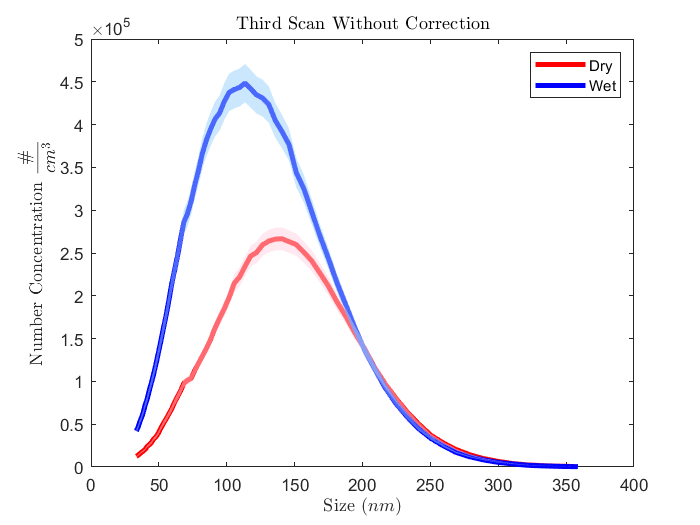 Third Scan Without Correction
×10^5
5
4.5
4
3.5
3
2.5
2
1.5
1
0.5
0
Number Concentration #/cm^3
Dry
Wet
0 50 100 150 200 250 300 350 400
Size (nm)